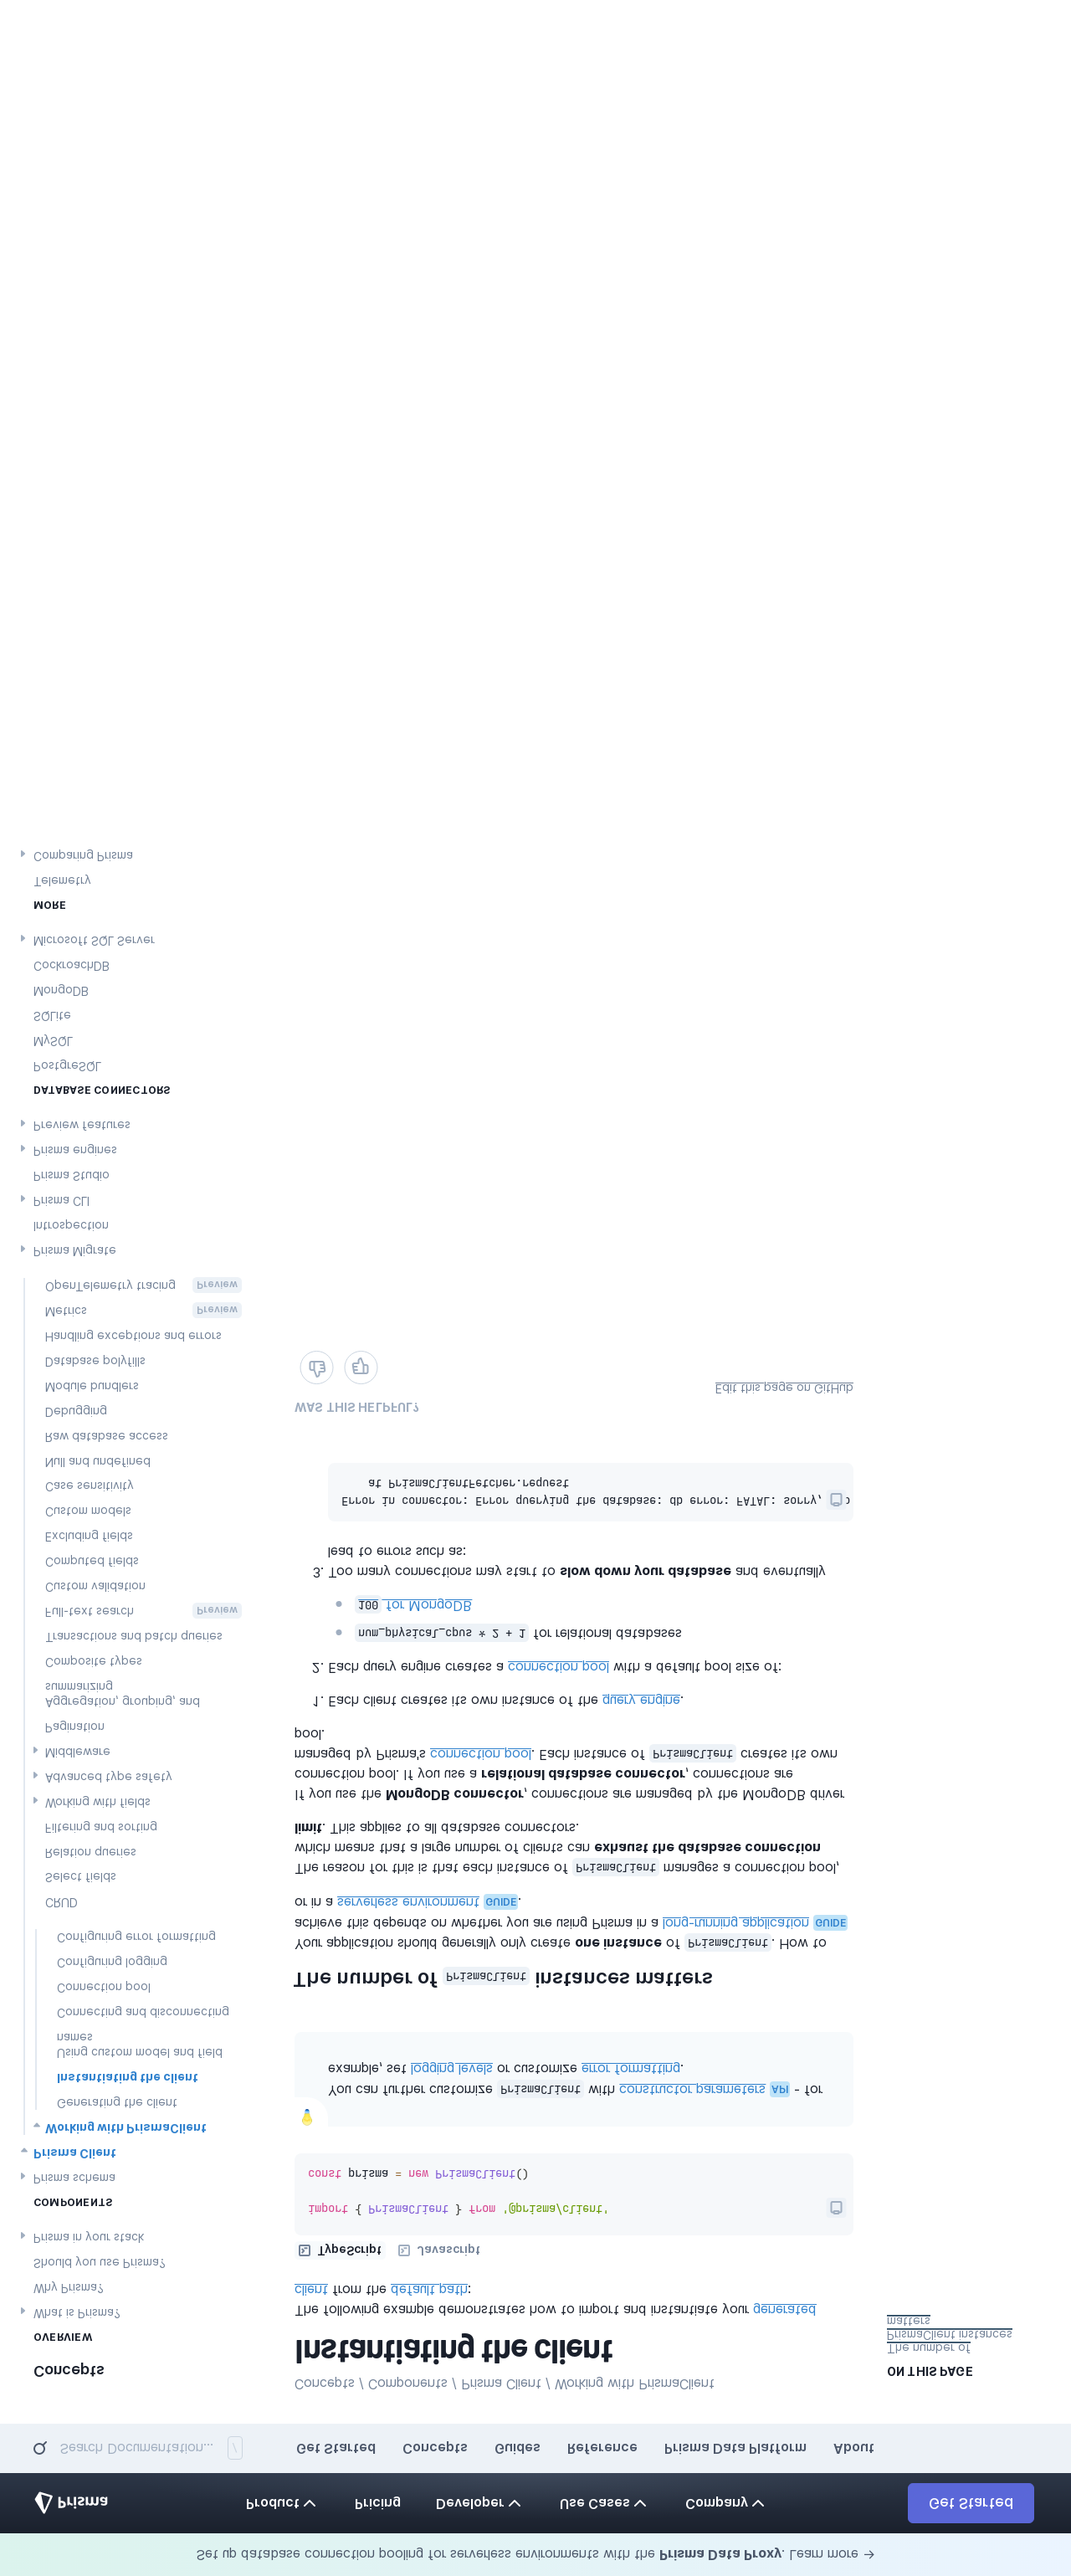 Set up database connection pooling for serverless environments with the Prisma Data Proxy. Learn more →
Prisma
Product
Pricing
Developer
Use Cases
Company
Get Started
Search Documentation...
/
Get Started
Concepts
Guides
Reference
Prisma Data Platform
About
Concepts
OVERVIEW
What is Prisma?
Why Prisma?
Should you use Prisma?
Prisma in your stack
COMPONENTS
Prisma schema
Prisma Client
Working with PrismaClient
Generating the client
Instantiating the client
Using custom model and field
names
Connecting and disconnecting
Connection pool
Configuring logging
Configuring error formatting
CRUD
Select fields
Relation queries
Filtering and sorting
Working with fields
Advanced type safety
Middleware
Pagination
Aggregation, grouping, and
summarizing
Composite types
Transactions and batch queries
Full-text search Preview
Custom validation
Computed fields
Excluding fields
Custom models
Case sensitivity
Null and undefined
Raw database access
Debugging
Module bundlers
Database polyfills
Handling exceptions and errors
Metrics Preview
OpenTelemetry tracing Preview
Prisma Migrate
Introspection
Prisma CLI
Prisma Studio
Prisma engines
Preview features
DATABASE CONNECTORS
PostgreSQL
MySQL
SQLite
MongoDB
CockroachDB
Microsoft SQL Server
MORE
Telemetry
Comparing Prisma
Concepts / Components / Prisma Client / Working with PrismaClient
Instantiating the client
The following example demonstrates how to import and instantiate your generated
client from the default path:
TypeScript
Javascript
import { PrismaClient } from '@prisma/client'
const prisma = new PrismaClient()
You can further customize PrismaClient with constructor parameters API - for
example, set logging levels or customize error formatting.
The number of PrismaClient instances matters
Your application should generally only create one instance of PrismaClient. How to
achieve this depends on whether you are using Prisma in a long-running application GUIDE
or in a serverless environment GUIDE.
The reason for this is that each instance of PrismaClient manages a connection pool,
which means that a large number of clients can exhaust the database connection
limit. This applies to all database connectors.
If you use the MongoDB connector, connections are managed by the MongoDB driver
connection pool. If you use a relational database connector, connections are
managed by Prisma's connection pool. Each instance of PrismaClient creates its own
pool.
1. Each client creates its own instance of the query engine.
2. Each query engine creates a connection pool with a default pool size of:
num_physical_cpus * 2 + 1 for relational databases
100 for MongoDB
3. Too many connections may start to slow down your database and eventually
lead to errors such as:
Error in connector: Error querying the database: db error: FATAL: sorry,
at PrismaClientFetcher.request
WAS THIS HELPFUL?
Edit this page on GitHub
ON THIS PAGE
The number of
PrismaClient instances
matters